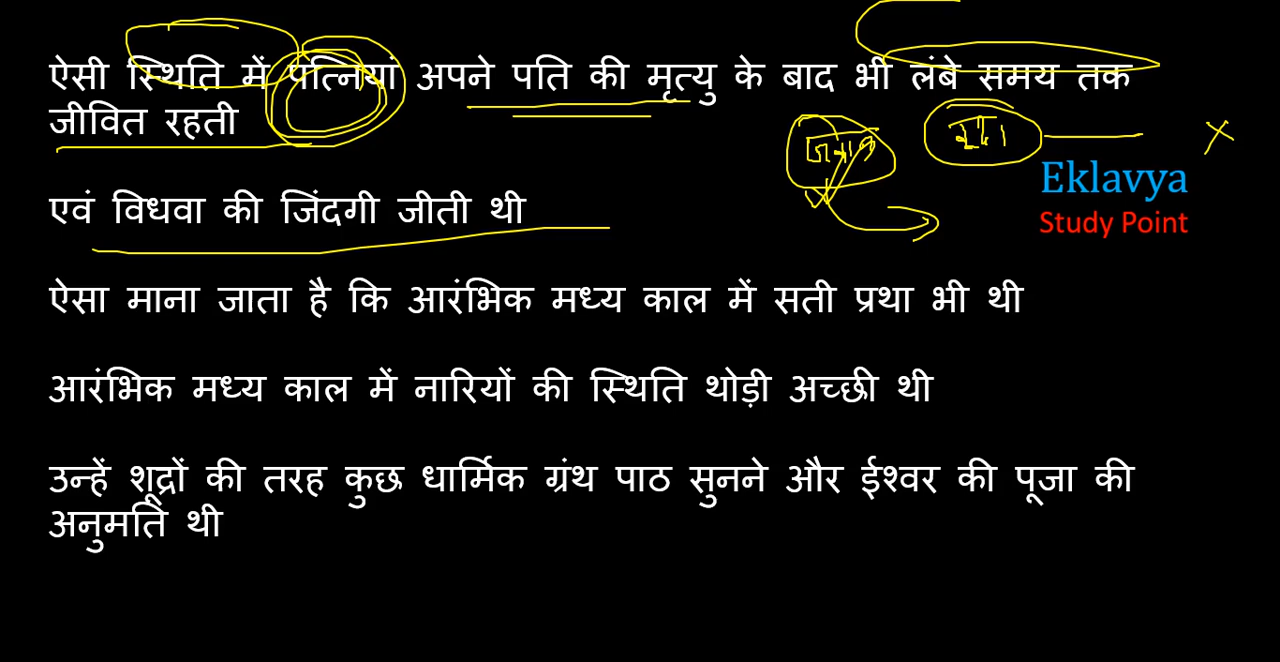 ऐसी स्थिति में पत्नियां अपने पति की मृत्यु के बाद भी लंबे समय तक
जीवित रहती
Eklavya
Study Point
एवं विधवा की जिंदगी जीती थी
ऐसा माना जाता है कि आरंभिक मध्य काल में सती प्रथा भी थी
आरंभिक मध्य काल में नारियों की स्थिति थोड़ी अच्छी थी
उन्हें शूद्रों की तरह कुछ धार्मिक ग्रंथ पाठ सुनने और ईश्वर की पूजा की
अनुमति थी